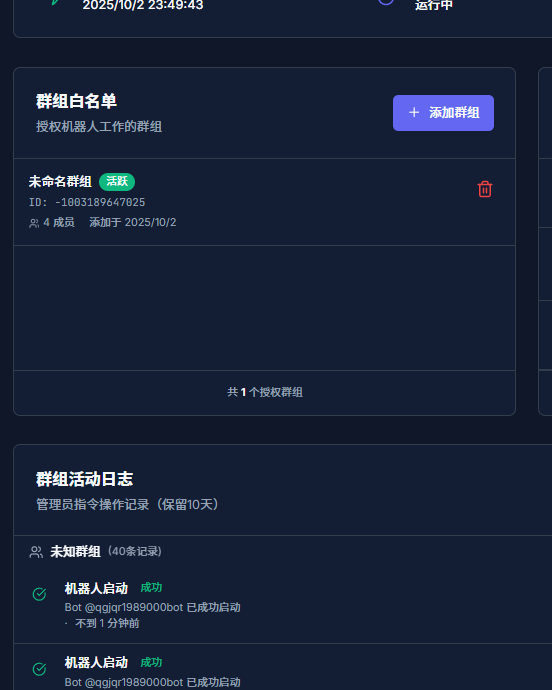 2025/10/2 23:49:43
运行中
群组白名单
授权机器人工作的群组
添加群组
未命名群组 活跃
ID: -1003189647025
4 成员 添加于 2025/10/2
共 1 个授权群组
群组活动日志
管理员指令操作记录（保留10天）
未知群组 (40条记录)
机器人启动 成功
Bot @qgjqr1989000bot 已成功启动
· 不到 1 分钟前
机器人启动 成功
Bot @qgjqr1989000bot 已成功启动